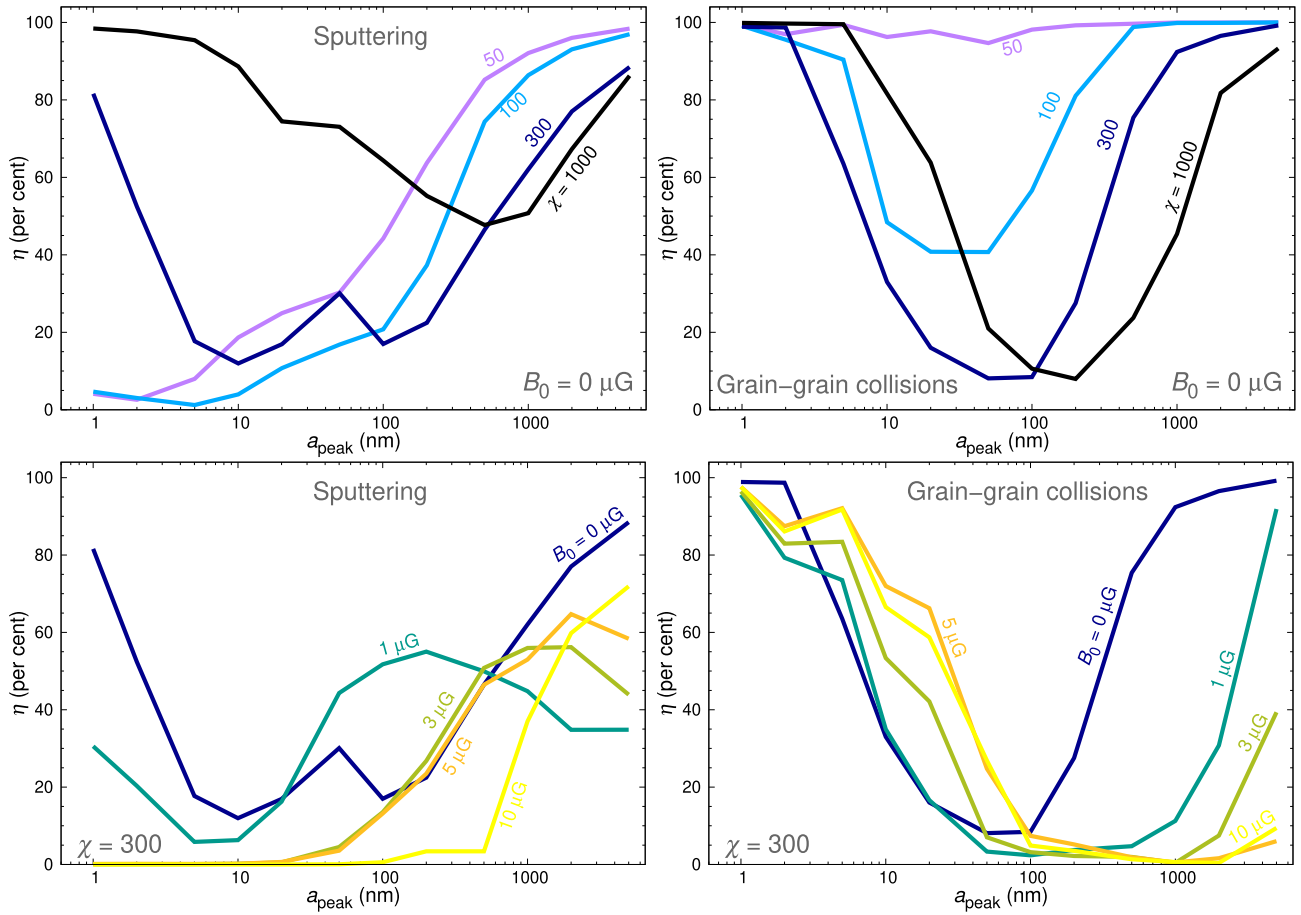 Sputtering
η (per cent)
100
80
60
40
20
0
50
100
300
χ = 1000
B0 = 0 μG
1 10 100 1000
apeak (nm)
η (per cent)
100
80
60
40
20
0
50
100
300
χ = 1000
Grain−grain collisions
B0 = 0 μG
1 10 100 1000
apeak (nm)
Sputtering
η (per cent)
100
80
60
40
20
0
B0 = 0 μG
1 μG
3 μG
5 μG
10 μG
χ = 300
1 10 100 1000
apeak (nm)
Grain−grain collisions
η (per cent)
100
80
60
40
20
0
5 μG
B0 = 0 μG
1 μG
3 μG
10 μG
χ = 300
1 10 100 1000
apeak (nm)